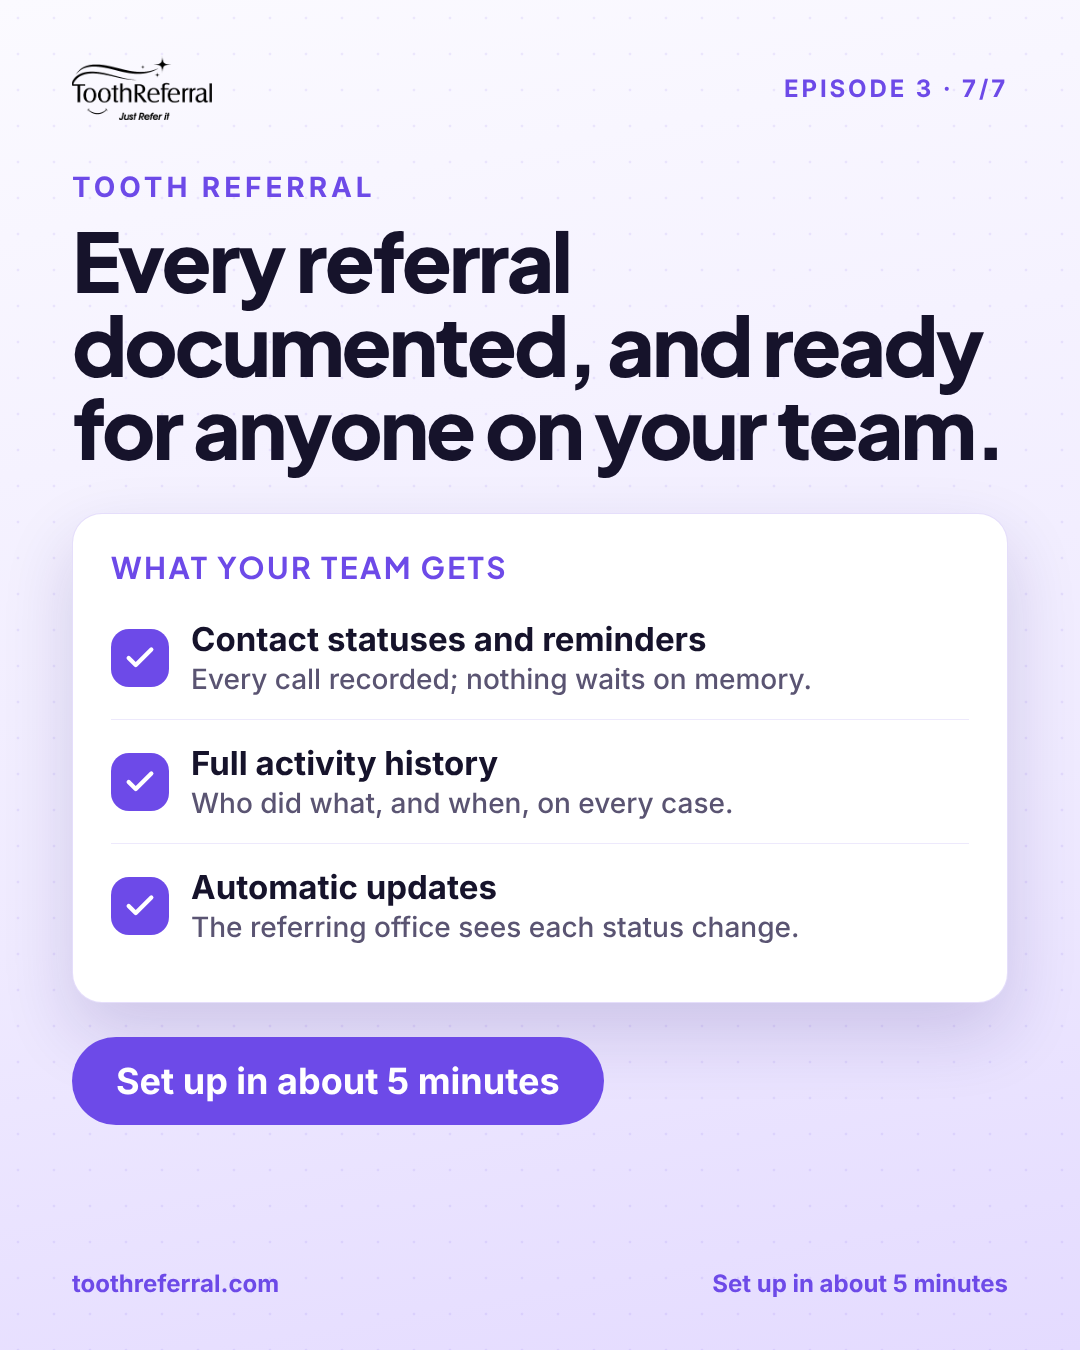 ToothReferral
Just Refer it
EPISODE 3 · 7/7
TOOTH REFERRAL
Every referral
documented, and ready
for anyone on your team.
WHAT YOUR TEAM GETS
Contact statuses and reminders
Every call recorded; nothing waits on memory.
Full activity history
Who did what, and when, on every case.
Automatic updates
The referring office sees each status change.
Set up in about 5 minutes
toothreferral.com
Set up in about 5 minutes